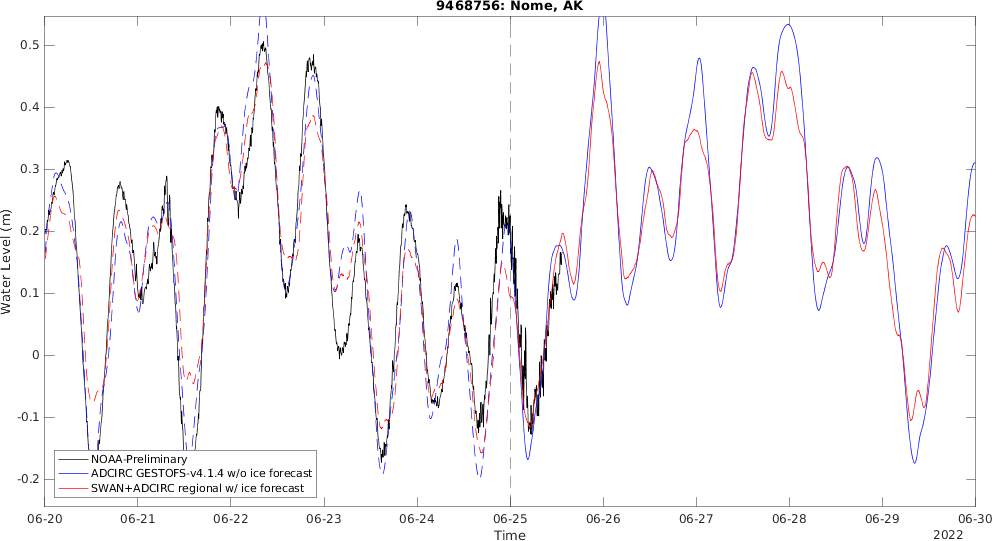 9468756: Nome, AK
Water Level (m)
0.5
0.4
0.3
0.2
0.1
0
-0.1
-0.2
NOAA-Preliminary
ADCIRC GESTOFS-v4.1.4 w/o ice forecast
SWAN+ADCIRC regional w/ ice forecast
06-20 06-21 06-22 06-23 06-24 06-25 06-26 06-27 06-28 06-29 06-30
Time
2022